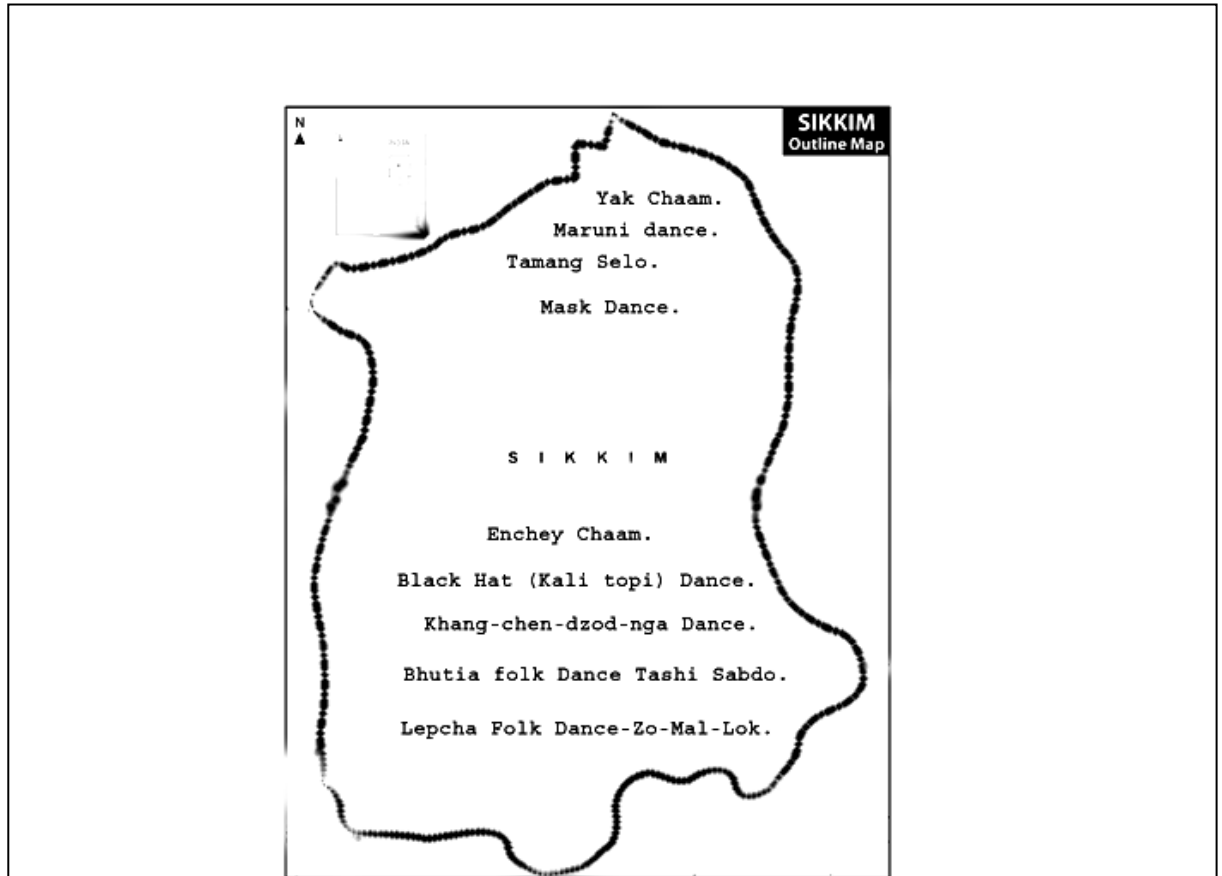 SIKKIM
Outline Map
N
Yak Chaam.
Maruni dance.
Tamang Selo.
Mask Dance.
S I K K I M
Enchey Chaam.
Black Hat (Kali topi) Dance.
Khang-chen-dzod-nga Dance.
Bhutia folk Dance Tashi Sabdo.
Lepcha Folk Dance-Zo-Mal-Lok.